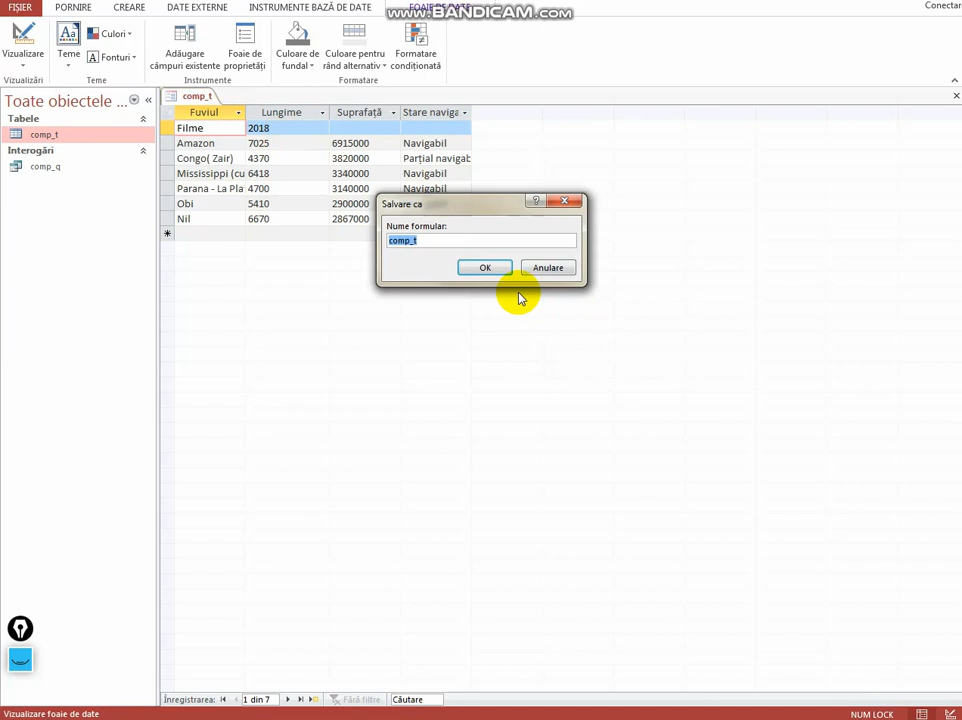 FIȘIER PORNIRE CREARE DATE EXTERNE INSTRUMENTE BAZĂ DE DATE Conectar
www.BANDICAM.com
Vizualizare
Teme
Culori
Fonturi
Adăugare câmpuri existente
Foaie de proprietăți
Culoare de fundal
Culoare pentru rând alternativ
Formatare condiționată
Vizualizări Teme Instrumente Formatare
Toate obiectele ...
comp_t
Tabele
comp_t
Interogări
comp_q
Fuviul Lungime Suprafață Stare naviga
Filme 2018
Amazon 7025 6915000 Navigabil
Congo( Zair) 4370 3820000 Parțial navigab
Mississippi (cu 6418 3340000 Navigabil
Parana - La Pla 4700 3140000 Navigabil
Obi 5410 2900000
Nil 6670 2867000
Salvare ca
Nume formular:
comp_t
OK Anulare
Înregistrarea: 1 din 7 Fără filtre Căutare
Vizualizare foaie de date NUM LOCK